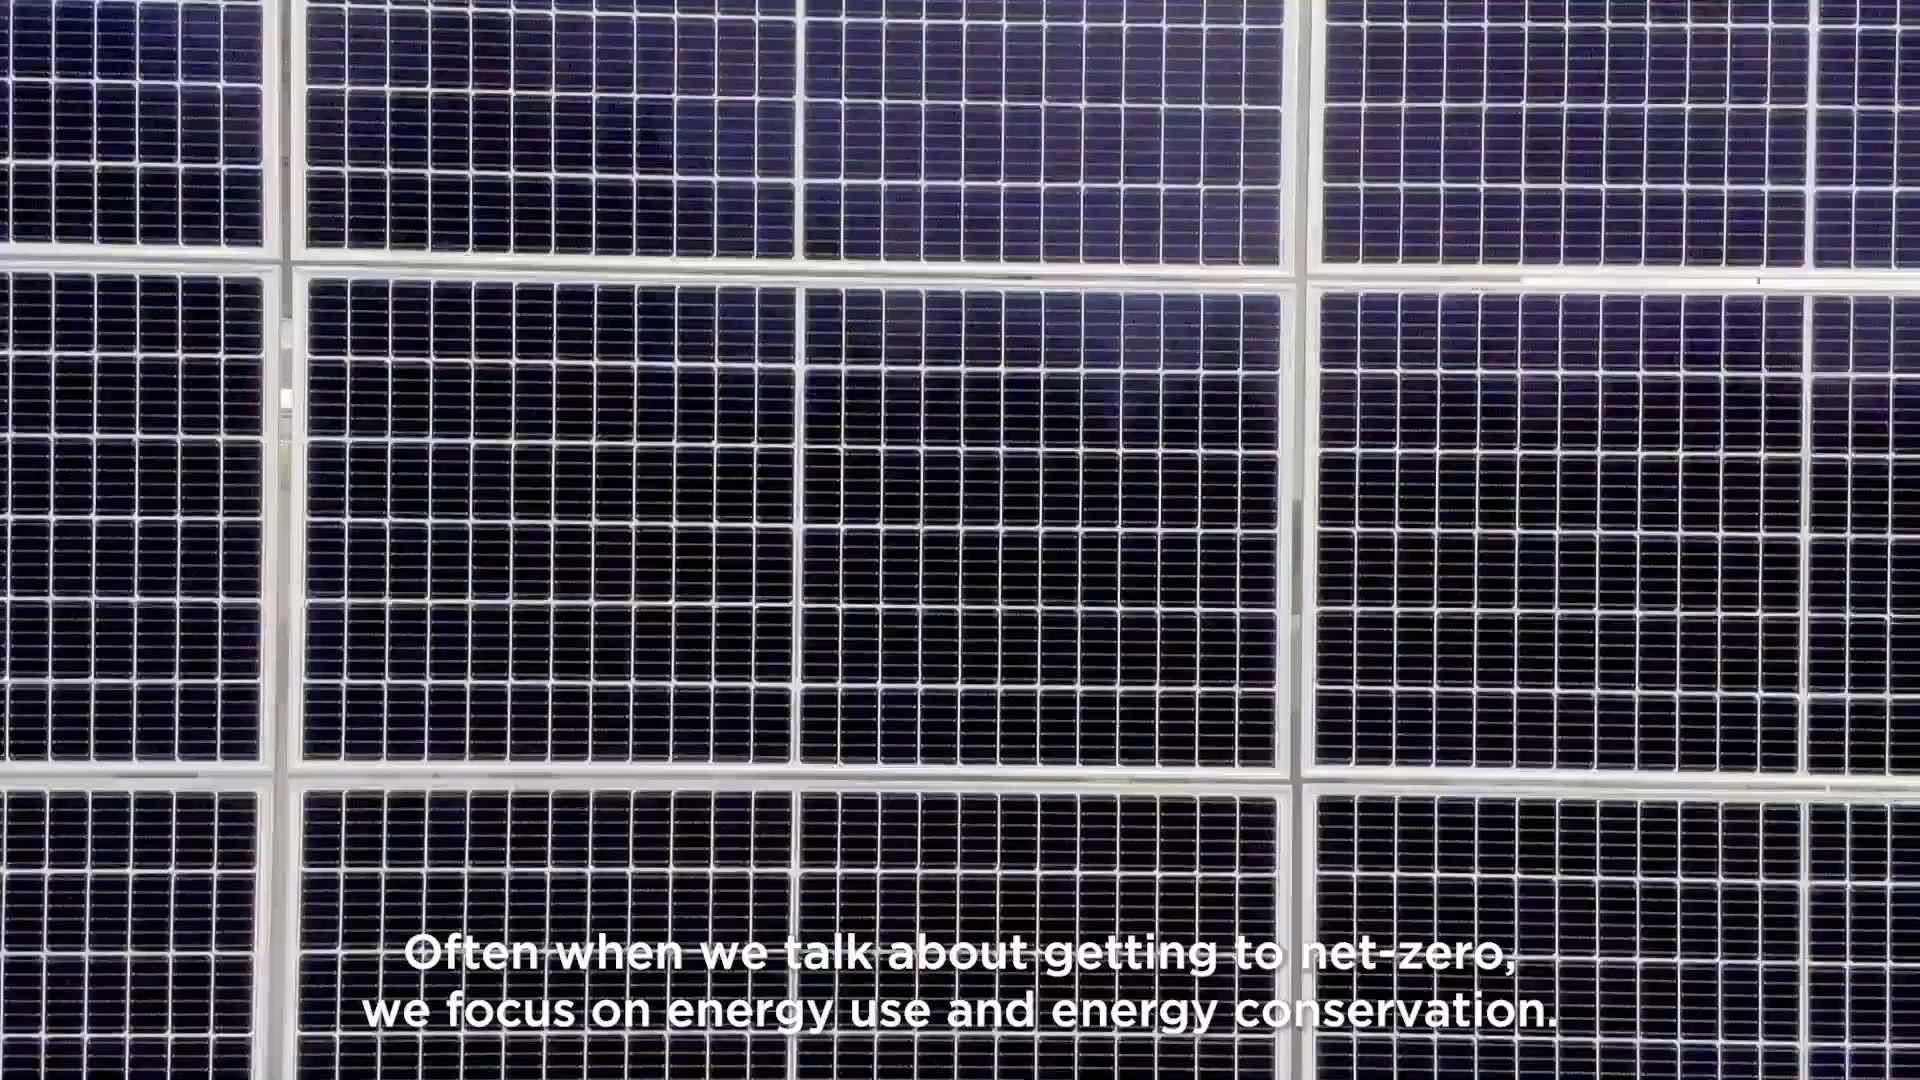 Often when we talk about getting to net-zero,
we focus on energy use and energy conservation.